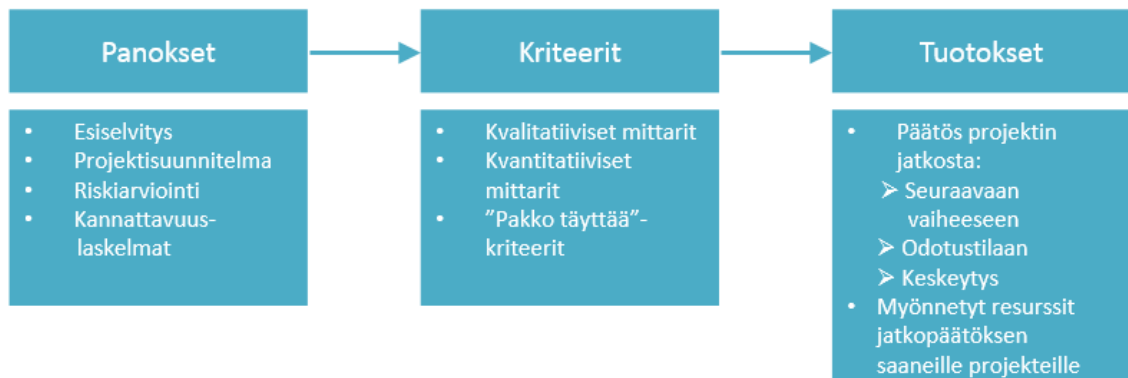 Panokset
• Esiselvitys
• Projektisuunnitelma
• Riskiarviointi
• Kannattavuus-
laskelmat
Kriteerit
• Kvalitatiiviset mittarit
• Kvantitatiiviset
mittarit
• ”Pakko täyttää”-
kriteerit
Tuotokset
• Päätös projektin
jatkosta:
➢ Seuraavaan
vaiheeseen
➢ Odotustilaan
➢ Keskeytys
• Myönnetyt resurssit
jatkopäätöksen
saaneille projekteille